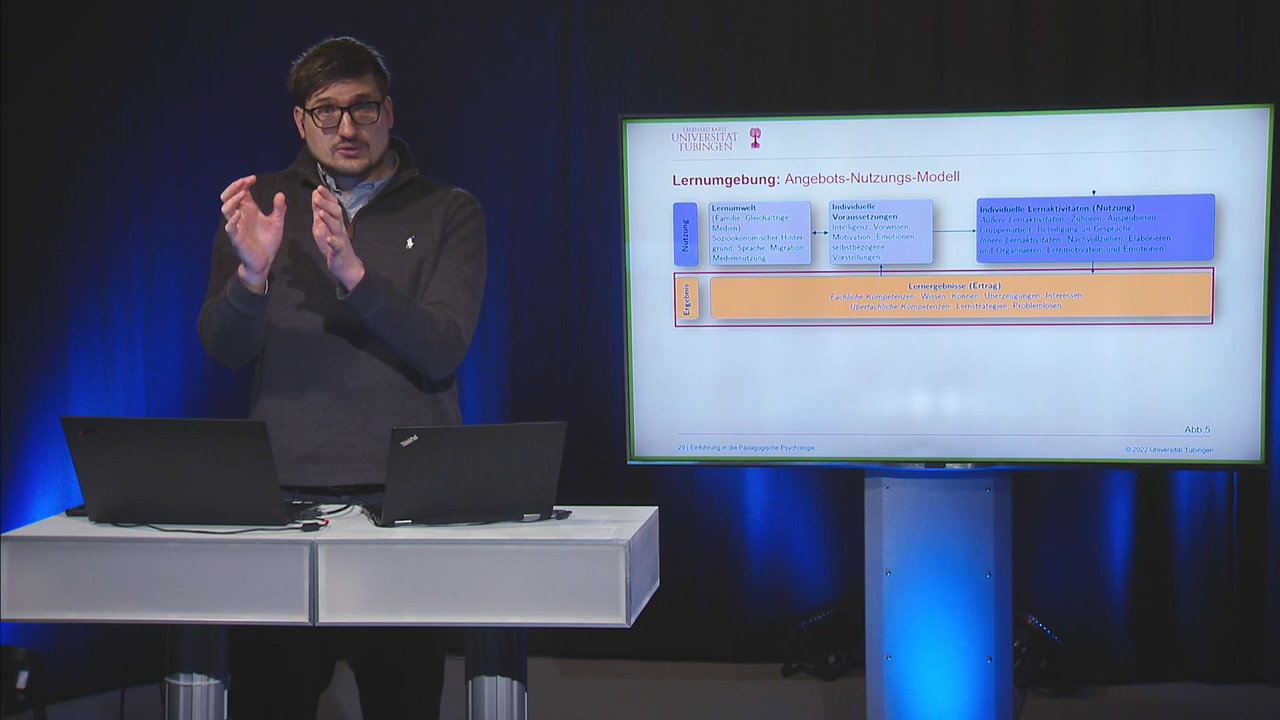 EBERHARD KARLS
UNIVERSITÄT
TÜBINGEN
Lernumgebung: Angebots-Nutzungs-Modell
Nutzung
Lernumwelt
(Familie, Gleichaltrige,
Medien)
Sozioökonomischer Hinter-
grund, Sprache, Migration
Mediennutzung
Individuelle
Voraussetzungen
Intelligenz, Vorwissen
Motivation, Emotionen
selbstbezogene
Vorstellungen
Individuelle Lernaktivitäten (Nutzung)
Äußere Lernaktivitäten: Zuhören, Ausprobieren
Gruppenarbeit, Beteiligung an Gespräche
Innere Lernaktivitäten: Nachvollziehen, Elaborieren
und Organisieren, Lernmotivation und Emotionen
Ergebnis
Lernergebnisse (Ertrag)
Fachliche Kompetenzen: Wissen, Können, Überzeugungen, Interessen
Überfachliche Kompetenzen: Lernstrategien, Problemlösen
Abb.5
29 | Einführung in die Pädagogische Psychologie
© 2022 Universität Tübingen
ThinkPad